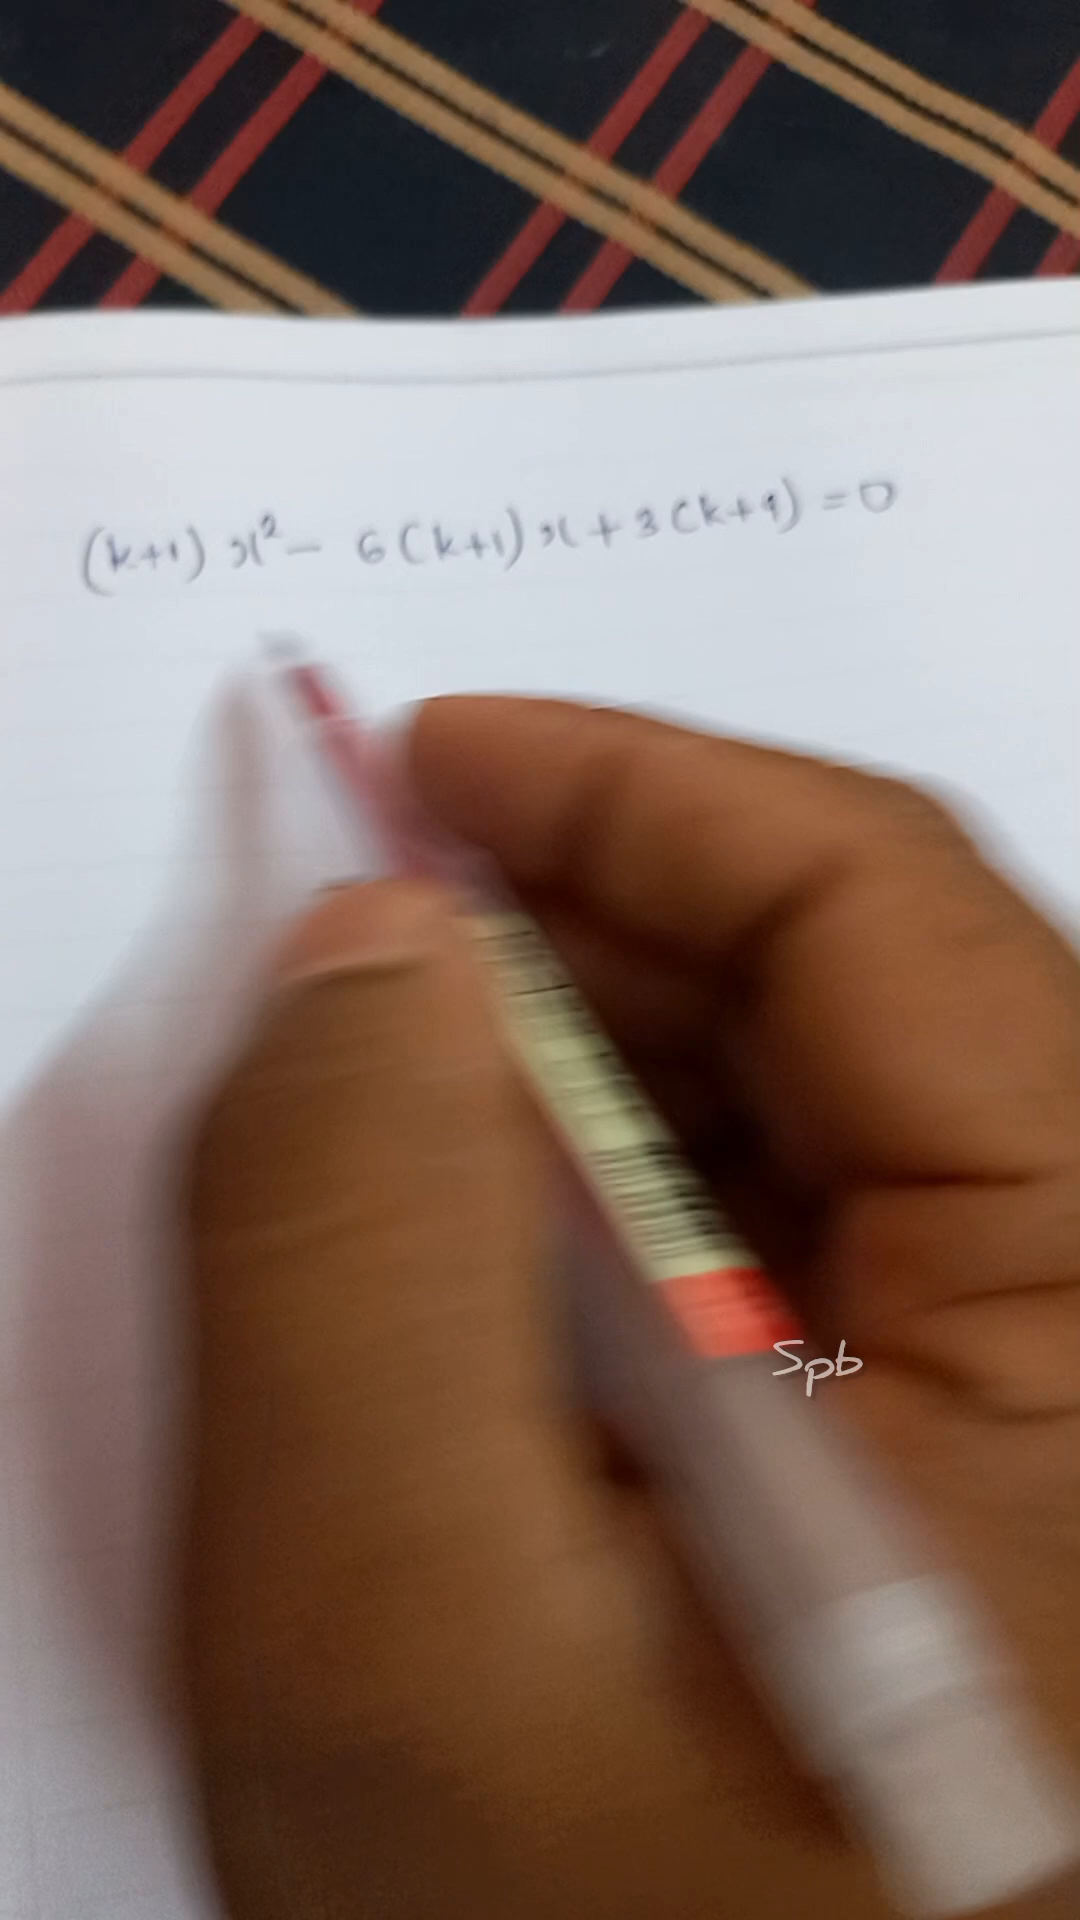 (k+1) x² - 6(k+1)x + 3(k+9) = 0
Spb